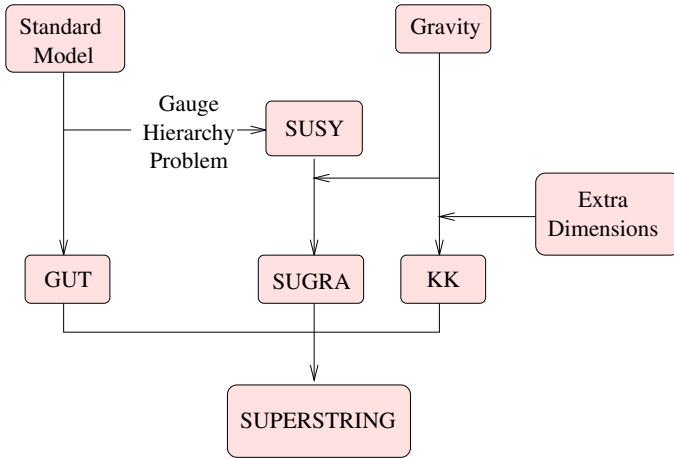 Standard
Model
Gravity
Gauge
Hierarchy
Problem
SUSY
Extra
Dimensions
GUT
SUGRA
KK
SUPERSTRING